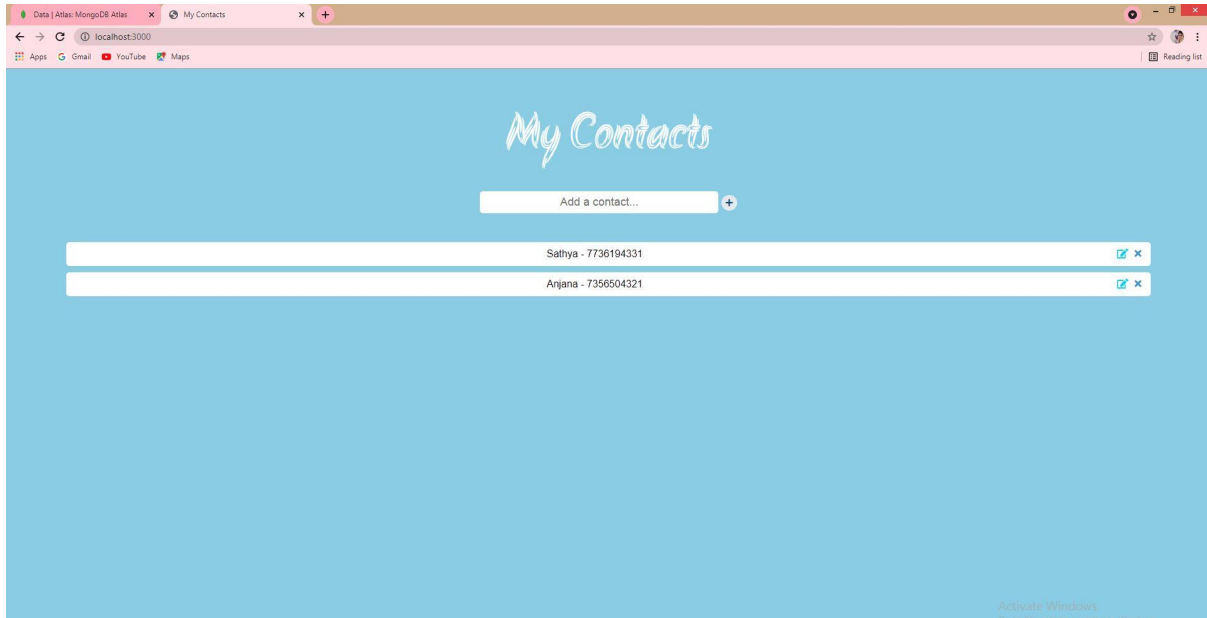 Data | Atlas: MongoDB Atlas My Contacts
localhost:3000
Apps Gmail YouTube Maps Reading list
My Contacts
Add a contact...
Sathya - 7736194331
Anjana - 7356504321
Activate Windows